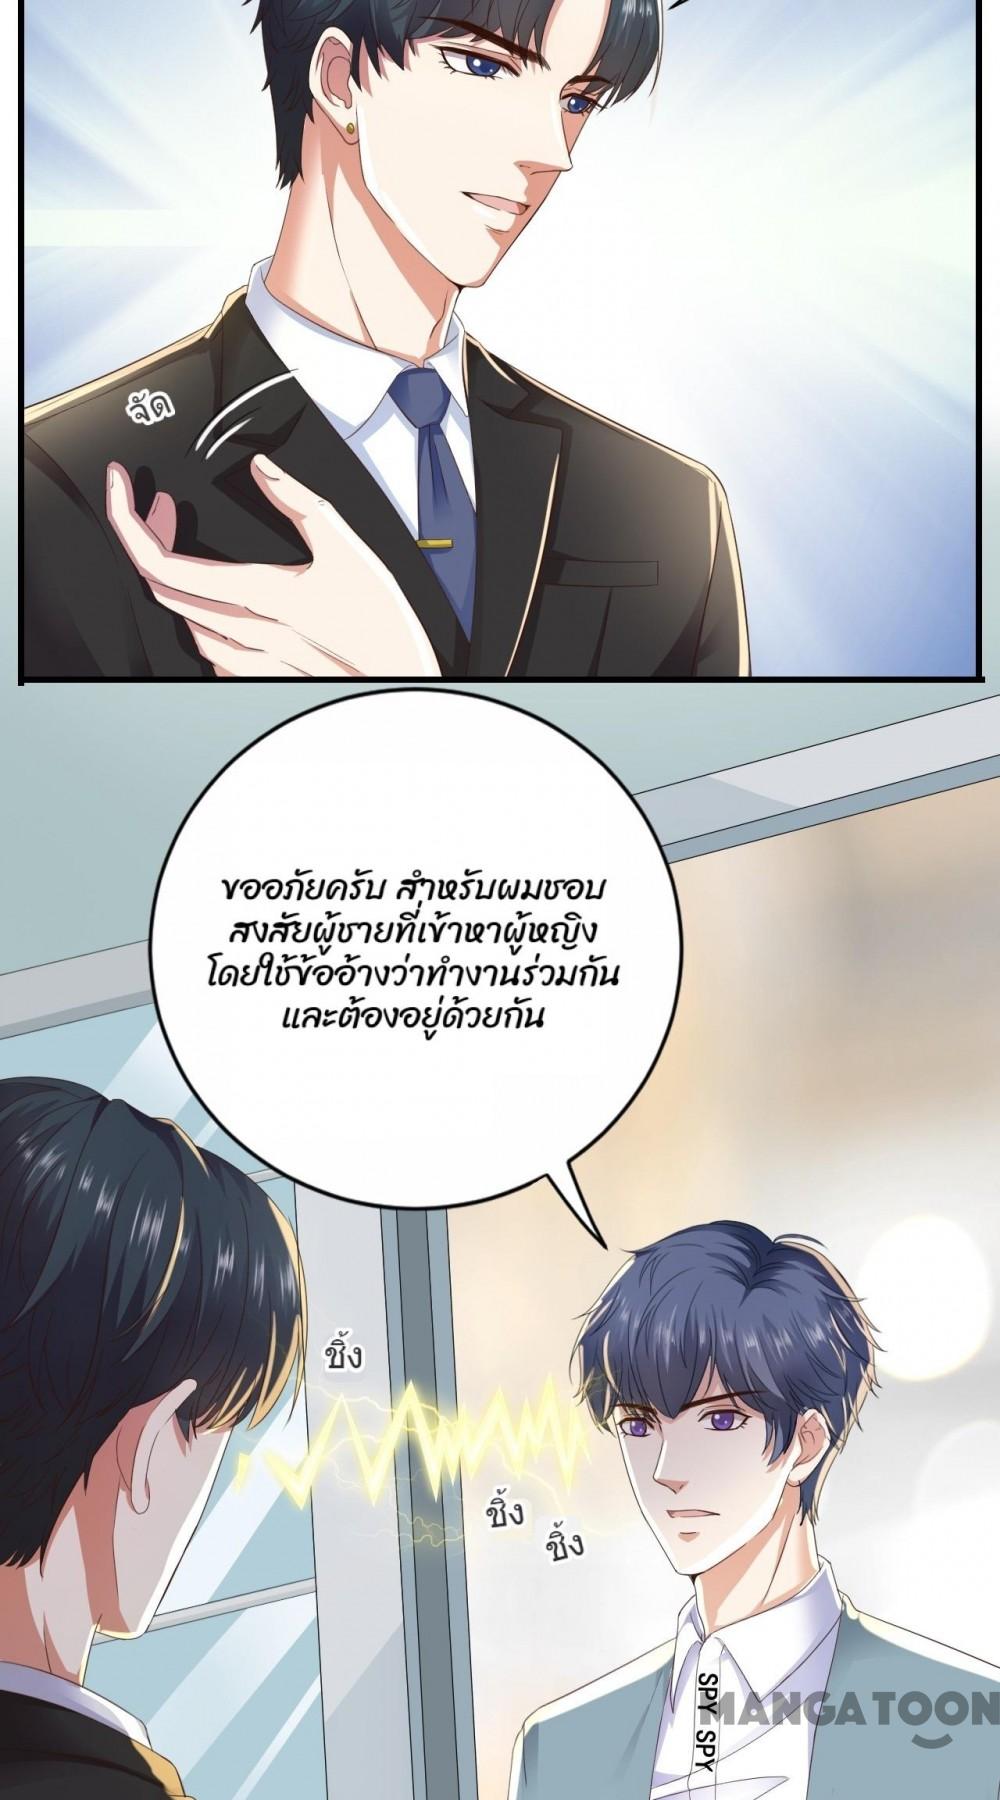 จัด
ขออภัยครับ สำหรับผมชอบ
สงสัยผู้ชายที่เข้าหาผู้หญิง
โดยใช้ข้ออ้างว่าทำงานร่วมกัน
และต้องอยู่ด้วยกัน
ชิ้ง
ชิ้ง
ชิ้ง
SPY SPY
MANGATOON